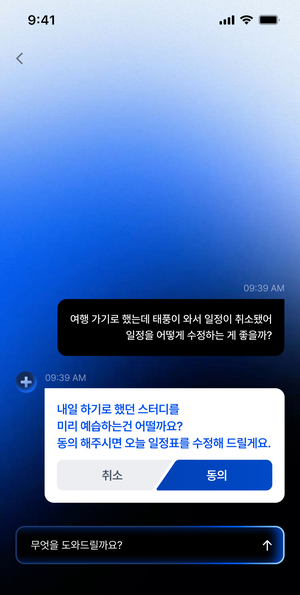 9:41
09:39 AM
여행 가기로 했는데 태풍이 와서 일정이 취소됐어
일정을 어떻게 수정하는 게 좋을까?
09:39 AM
내일 하기로 했던 스터디를
미리 예습하는건 어떨까요?
동의 해주시면 오늘 일정표를 수정해 드릴게요.
취소
동의
무엇을 도와드릴까요?